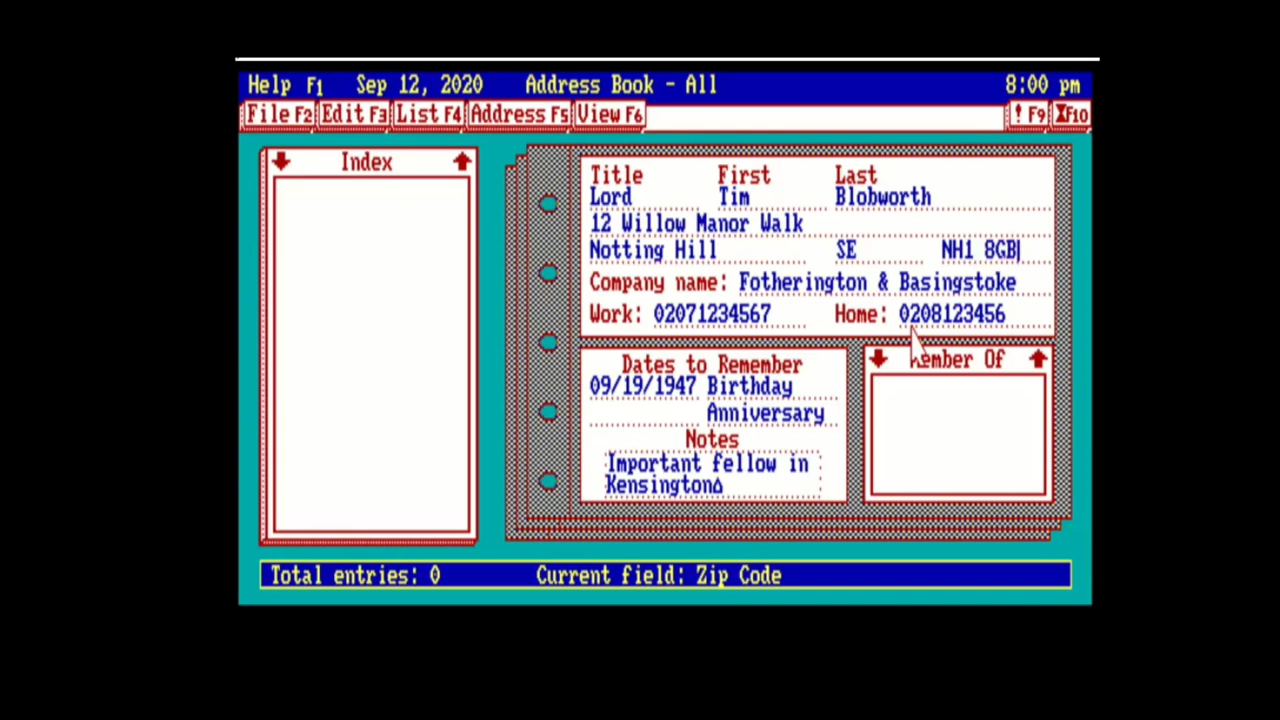 Help F1 Sep 12, 2020 Address Book - All 8:00 pm
File F2 Edit F3 List F4 Address F5 View F6 ! F9 F10
Index
Title First Last
Lord Tim Blobworth
12 Willow Manor Walk
Notting Hill SE NH1 8GB
Company name: Fotherington & Basingstoke
Work: 02071234567 Home: 0208123456
Dates to Remember
09/19/1947 Birthday
Anniversary
Notes
Important fellow in
Kensington
Member Of
Total entries: 0 Current field: Zip Code